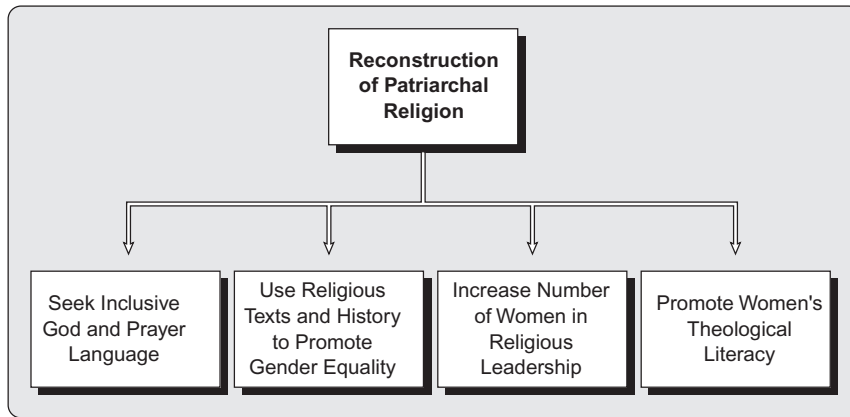 Reconstruction
of Patriarchal
Religion
Seek Inclusive
God and Prayer
Language
Use Religious
Texts and History
to Promote
Gender Equality
Increase Number
of Women in
Religious
Leadership
Promote Women's
Theological
Literacy